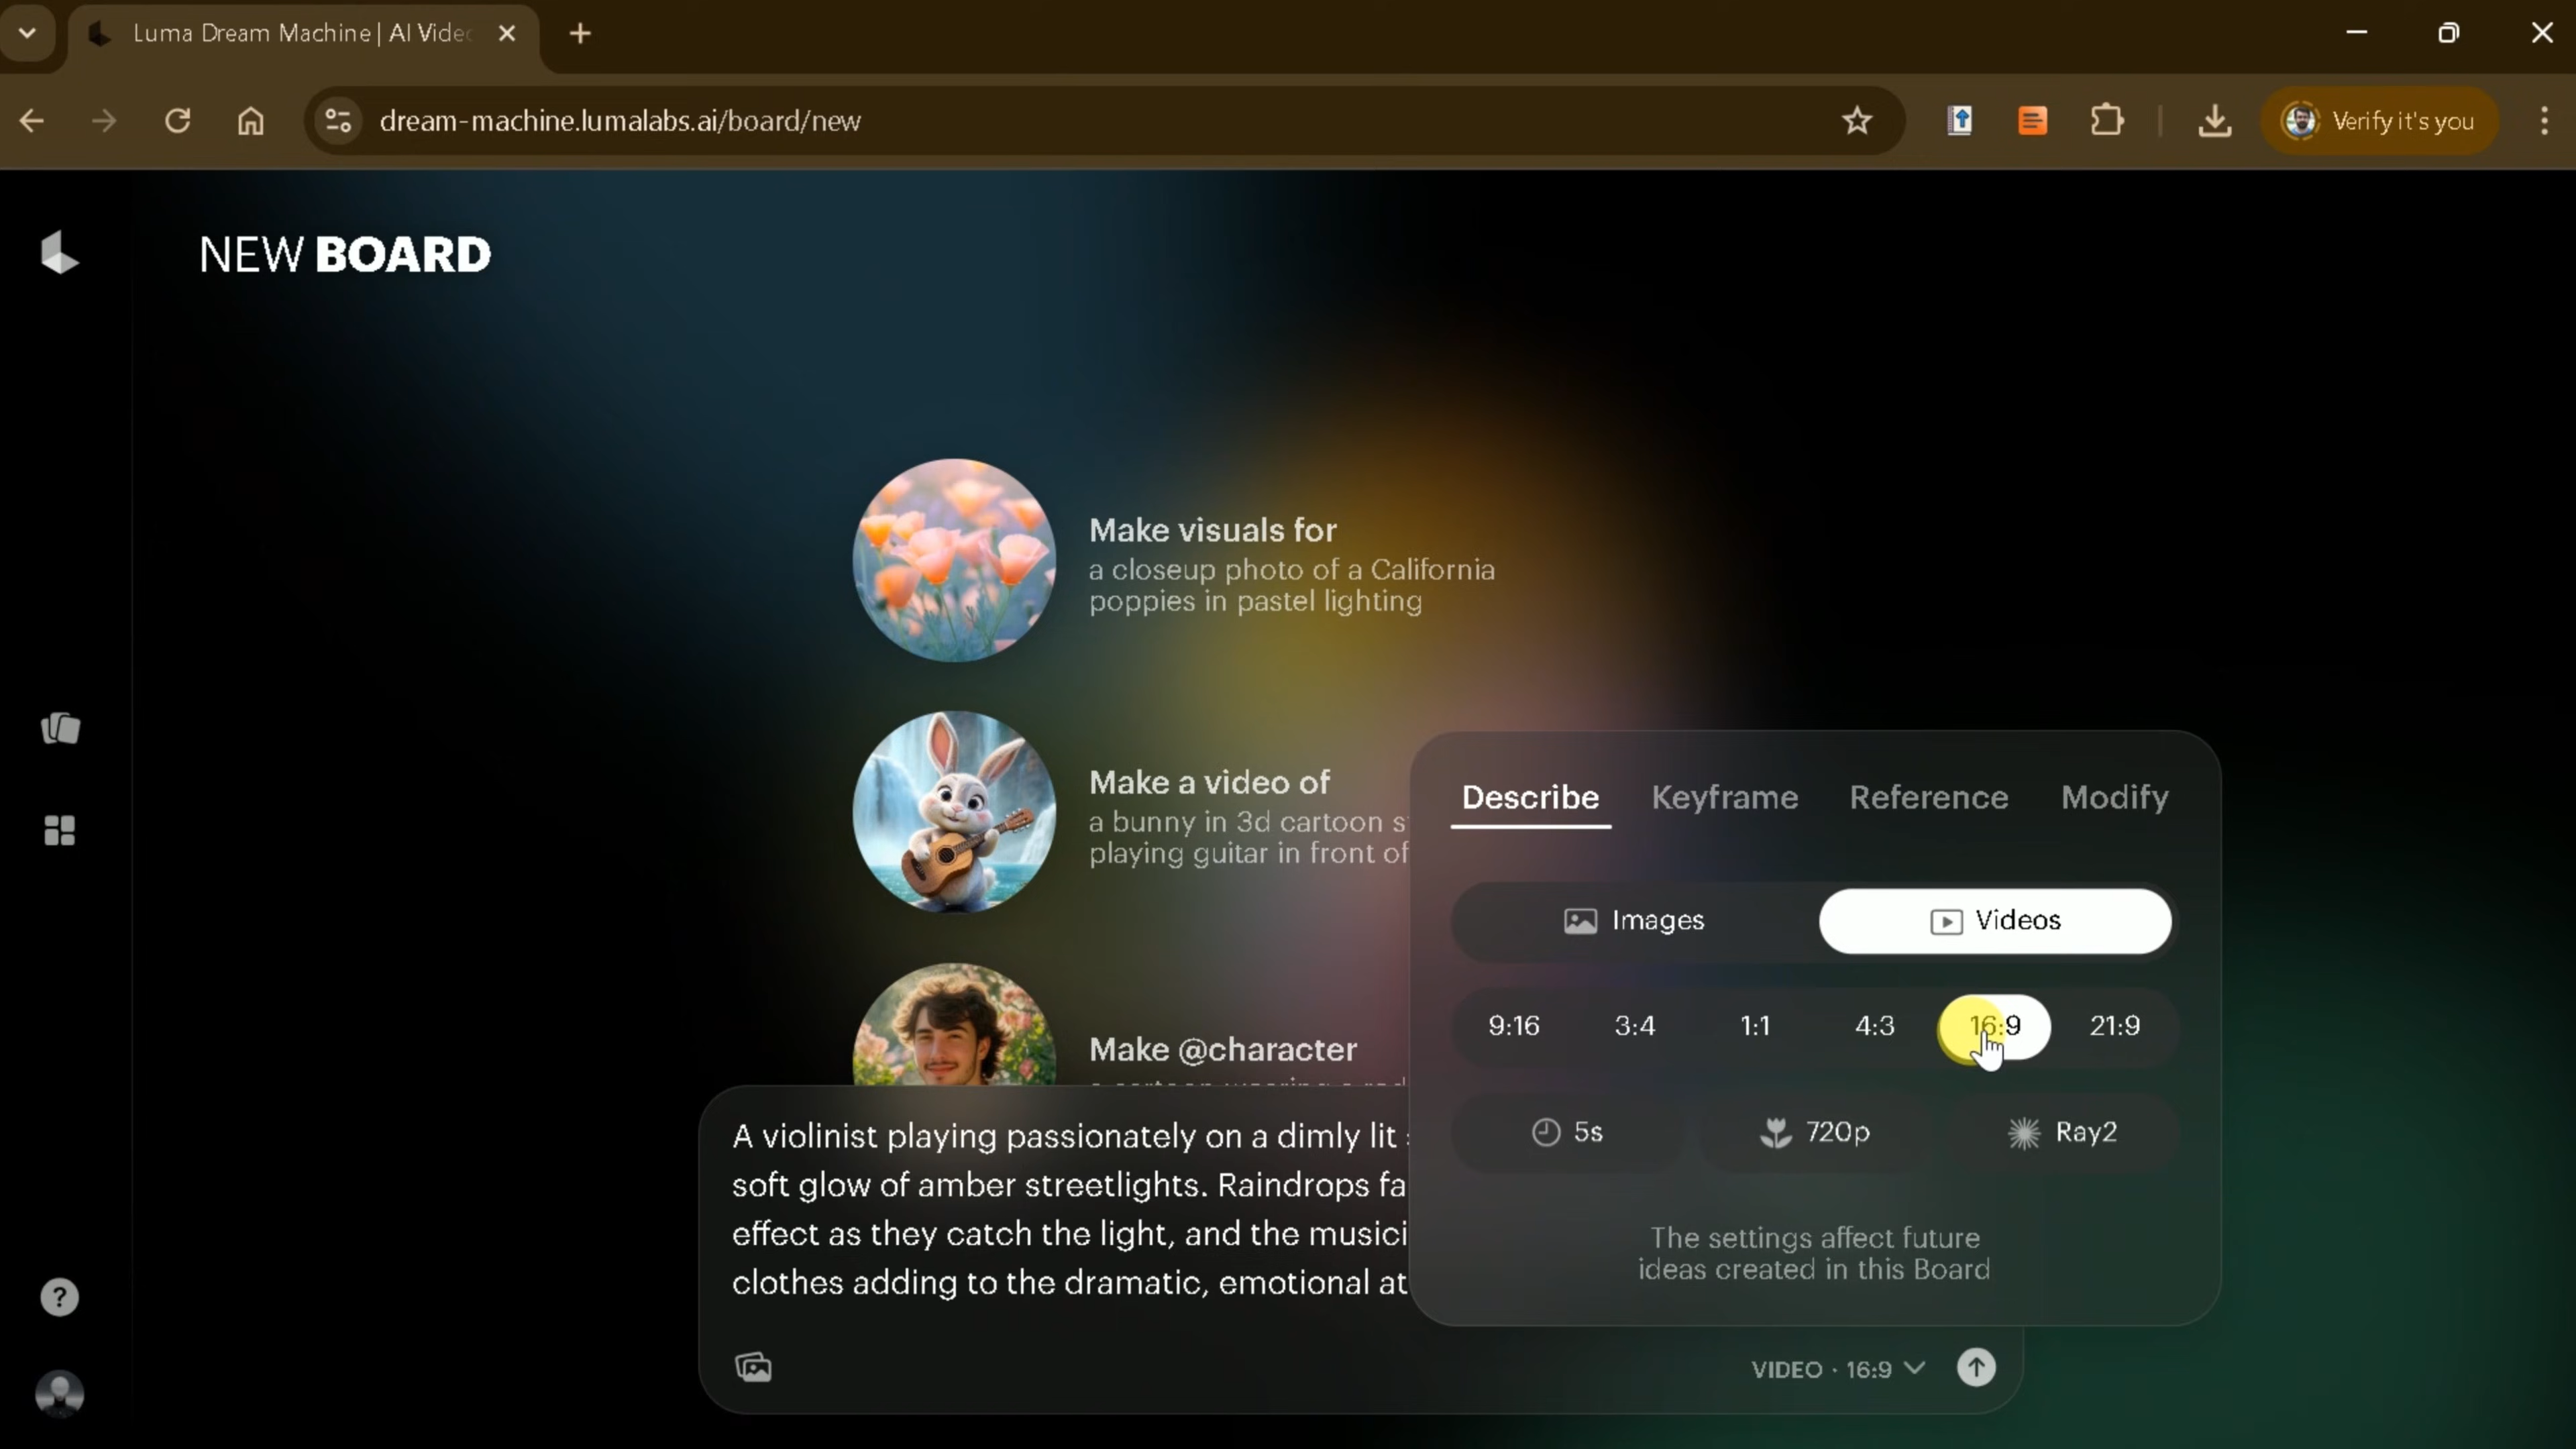 Luma Dream Machine | AI Vide
dream-machine.lumalabs.ai/board/new
Verify it's you
NEW BOARD
Make visuals for
a closeup photo of a California
poppies in pastel lighting
Make a video of
a bunny in 3d cartoon s
playing guitar in front of
Make @character
Describe Keyframe Reference Modify
Images Videos
9:16 3:4 1:1 4:3 16:9 21:9
5s 720p Ray2
The settings affect future
ideas created in this Board
A violinist playing passionately on a dimly lit
soft glow of amber streetlights. Raindrops fa
effect as they catch the light, and the musici
clothes adding to the dramatic, emotional at
VIDEO · 16:9